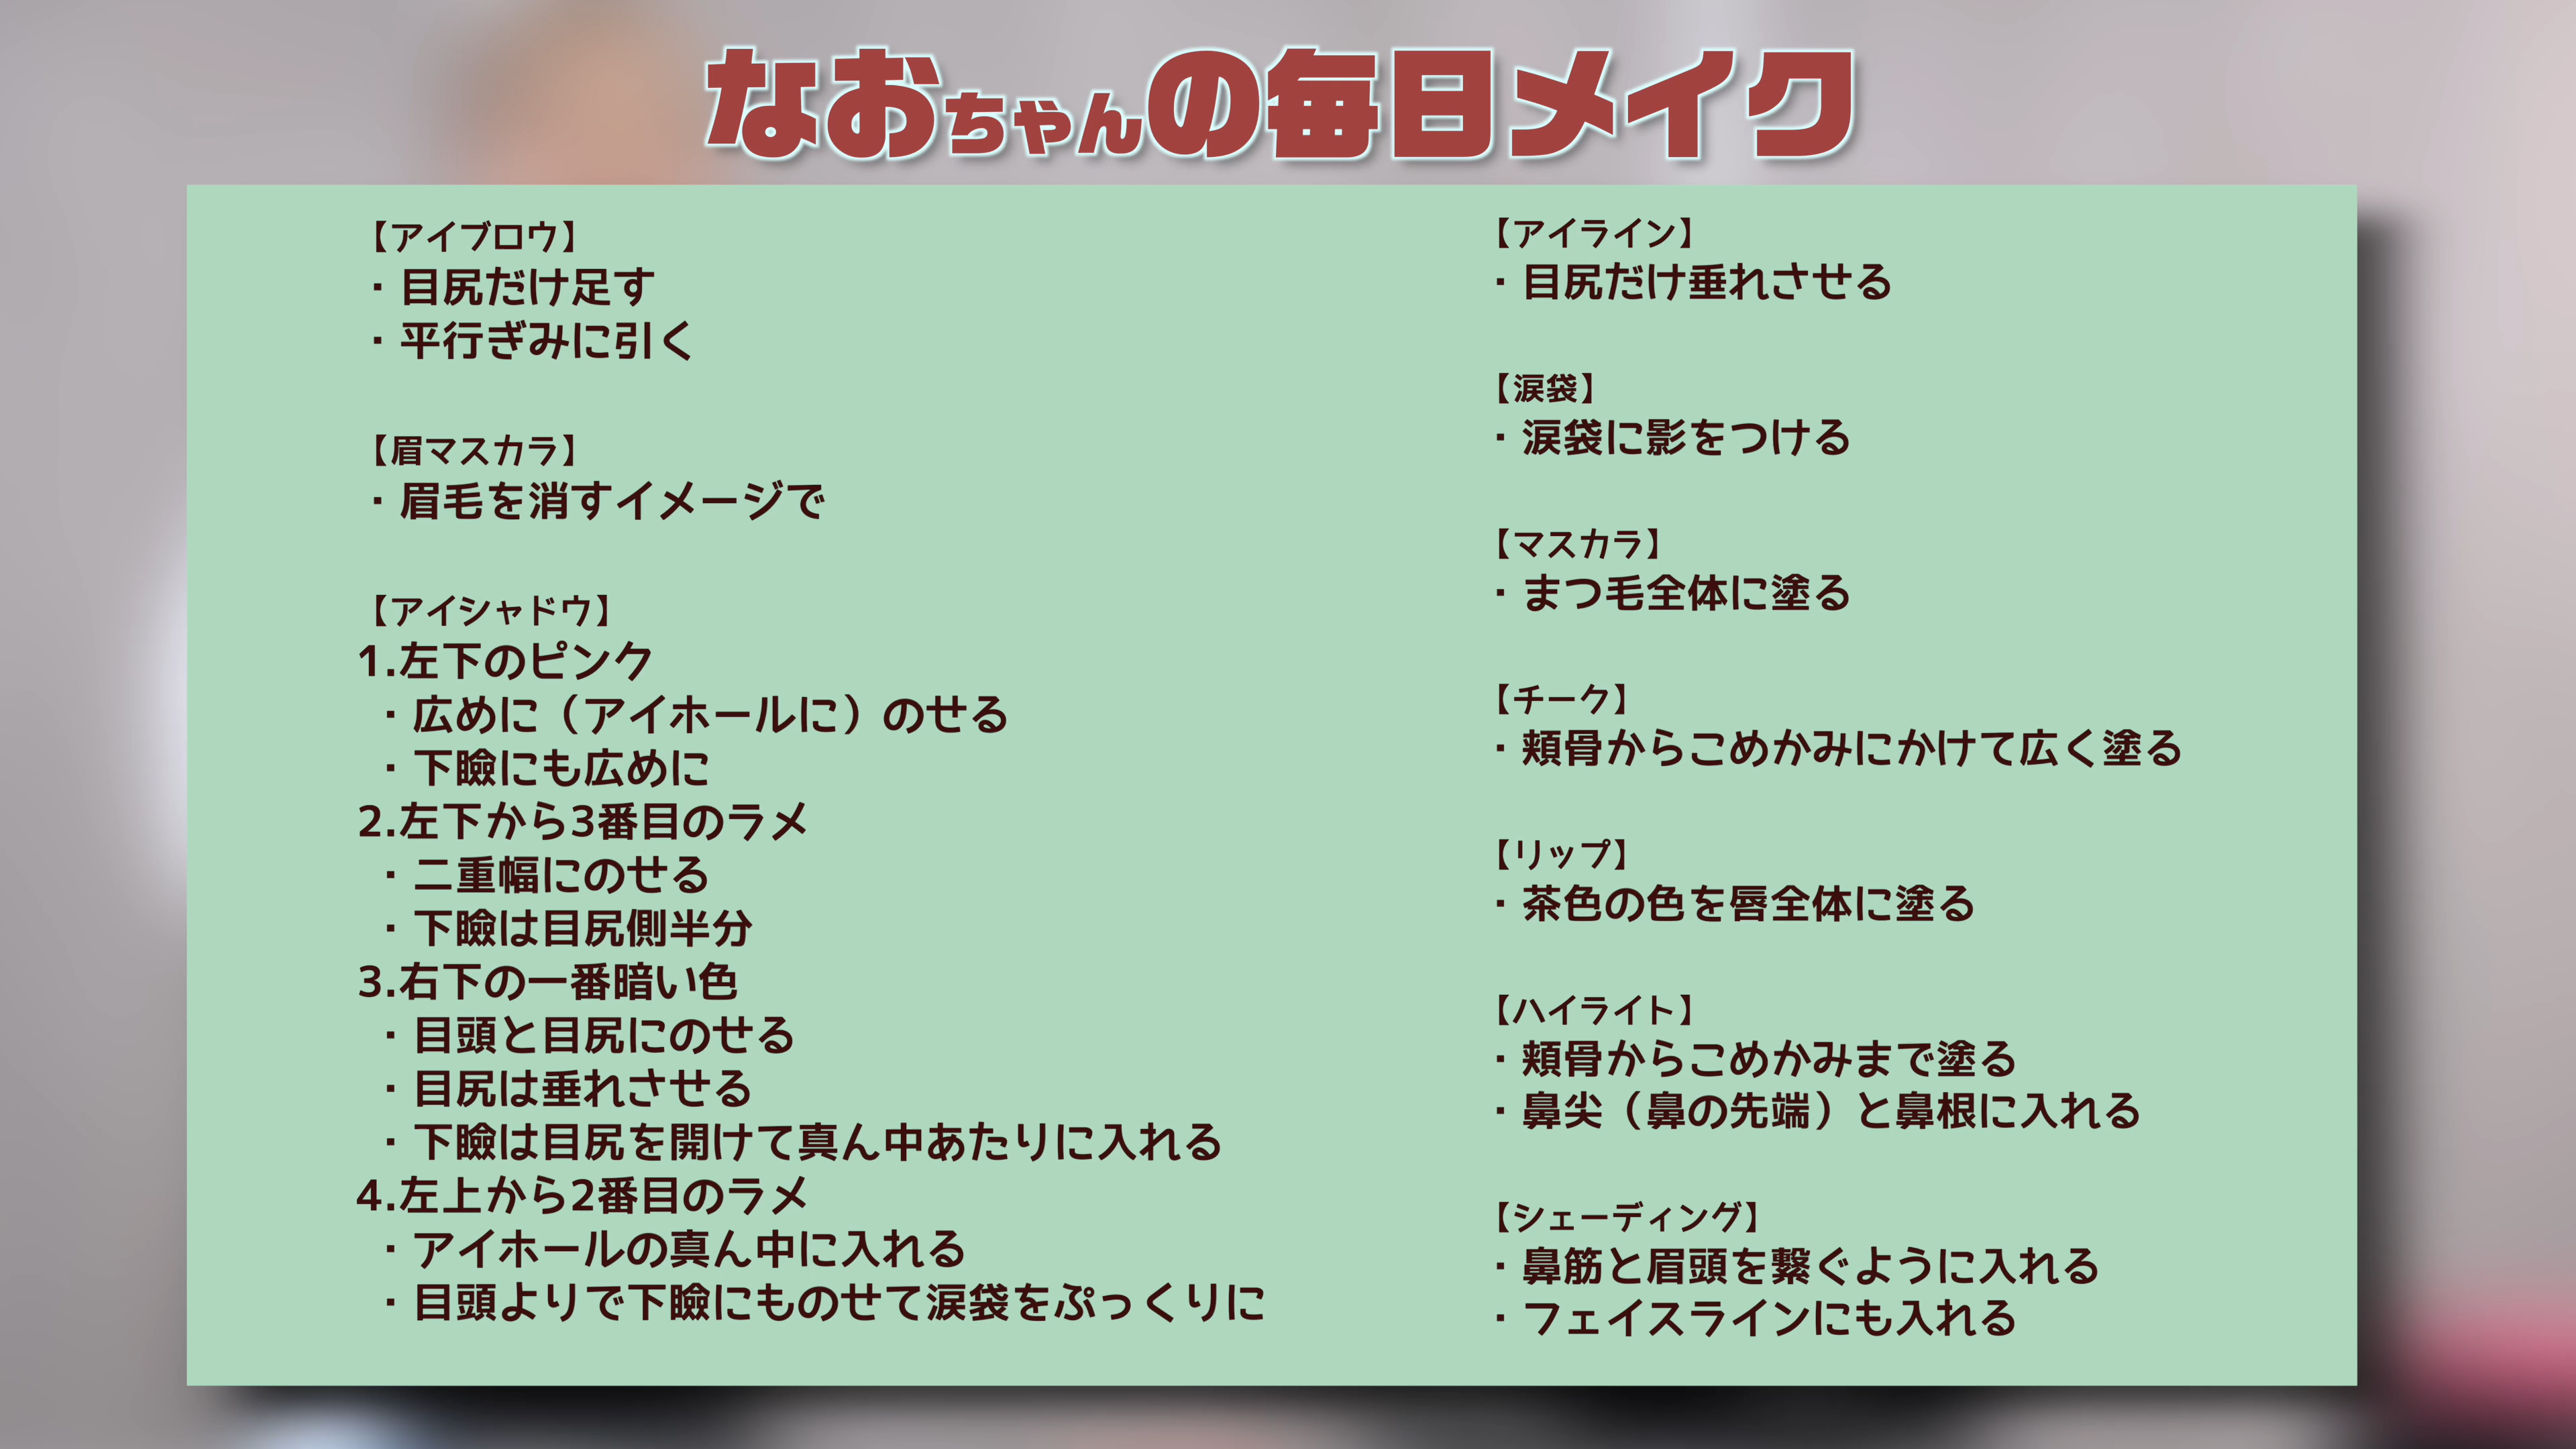 なおちゃんの毎日メイク
【アイブロウ】
・目尻だけ足す
・平行ぎみに引く
【眉マスカラ】
・眉毛を消すイメージで
【アイシャドウ】
1.左下のピンク
・広めに（アイホールに）のせる
・下瞼にも広めに
2.左下から3番目のラメ
・二重幅にのせる
・下瞼は目尻側半分
3.右下の一番暗い色
・目頭と目尻にのせる
・目尻は垂れさせる
・下瞼は目尻を開けて真ん中あたりに入れる
4.左上から2番目のラメ
・アイホールの真ん中に入れる
・目頭よりで下瞼にものせて涙袋をぷっくりに
【アイライン】
・目尻だけ垂れさせる
【涙袋】
・涙袋に影をつける
【マスカラ】
・まつ毛全体に塗る
【チーク】
・頬骨からこめかみにかけて広く塗る
【リップ】
・茶色の色を唇全体に塗る
【ハイライト】
・頬骨からこめかみまで塗る
・鼻尖（鼻の先端）と鼻根に入れる
【シェーディング】
・鼻筋と眉頭を繋ぐように入れる
・フェイスラインにも入れる